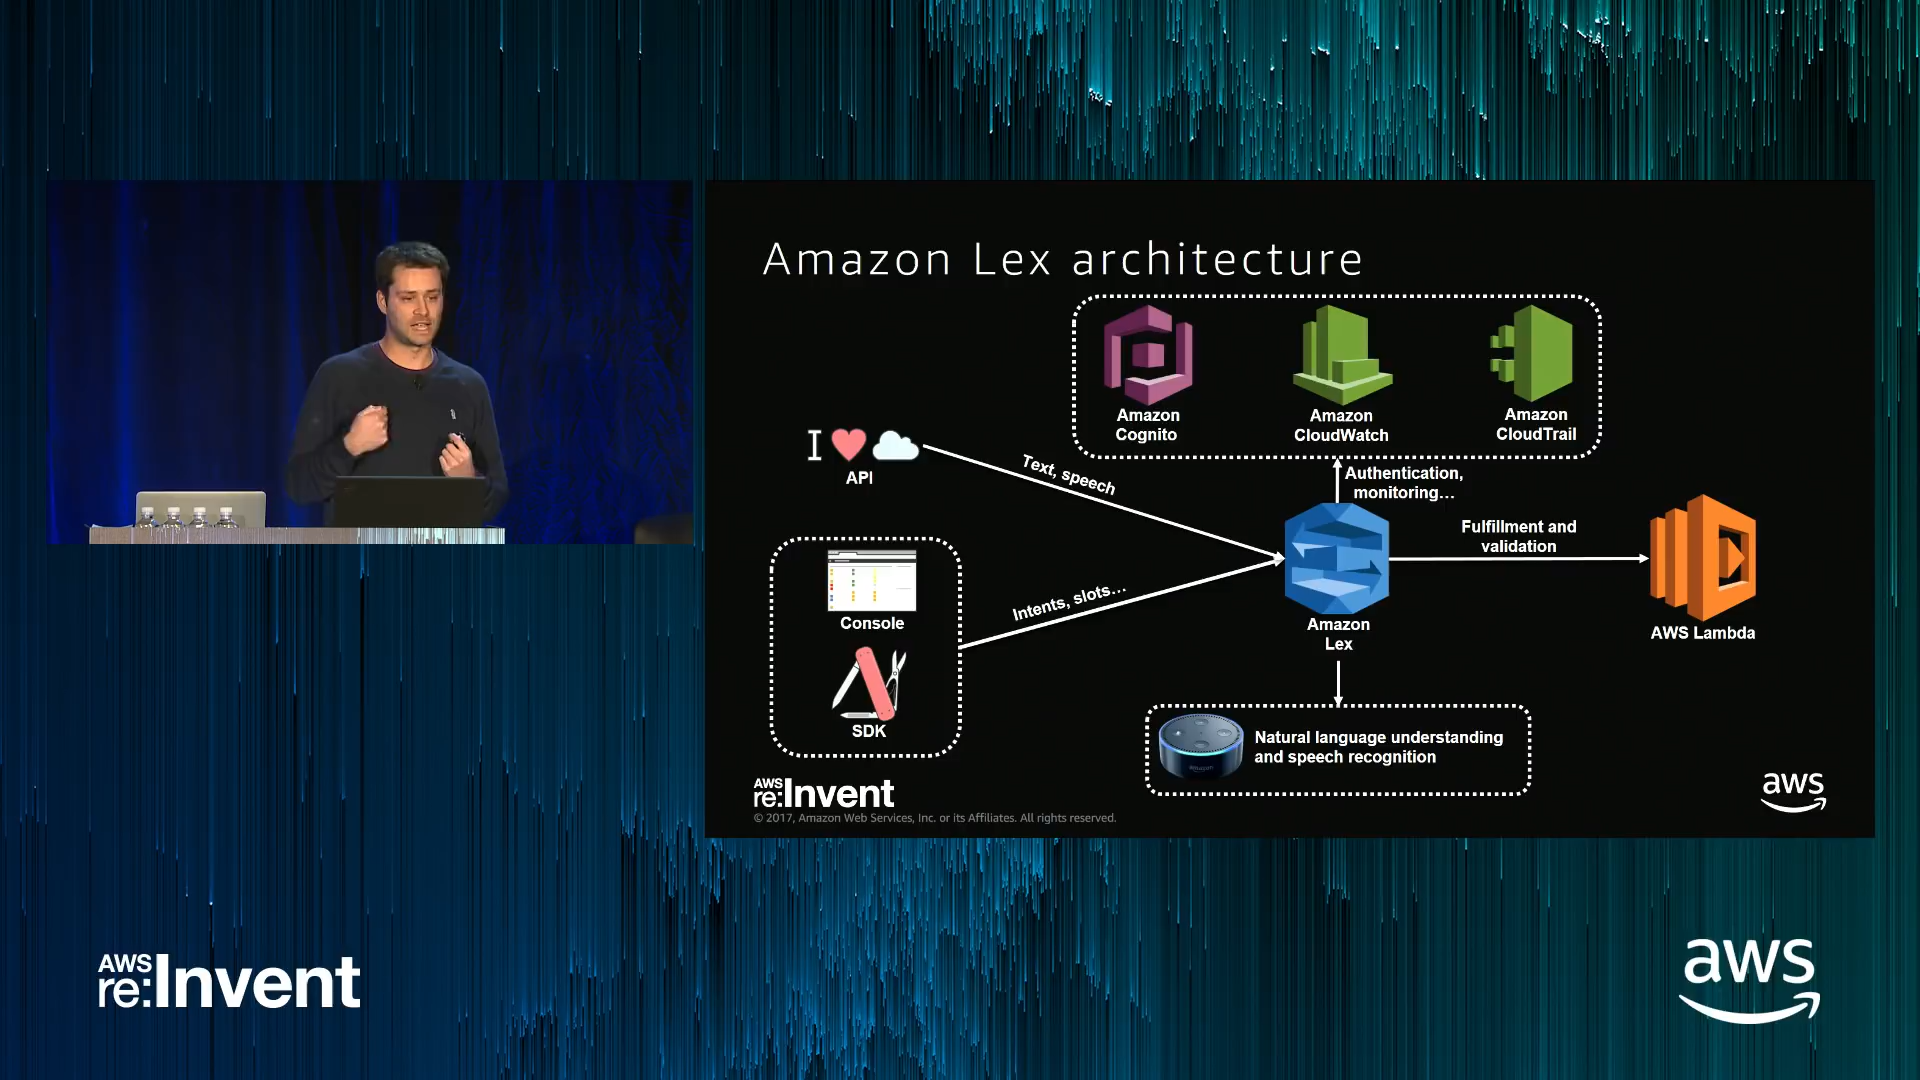 Amazon Lex architecture
Amazon
Cognito
Amazon
CloudWatch
Amazon
CloudTrail
I
API
Text, speech
Authentication,
monitoring...
Fulfillment and
validation
Console
Intents, slots...
Amazon
Lex
AWS Lambda
SDK
Natural language understanding
and speech recognition
AWS
re:Invent
aws
© 2017, Amazon Web Services, Inc. or its Affiliates. All rights reserved.
AWS
re:Invent
aws